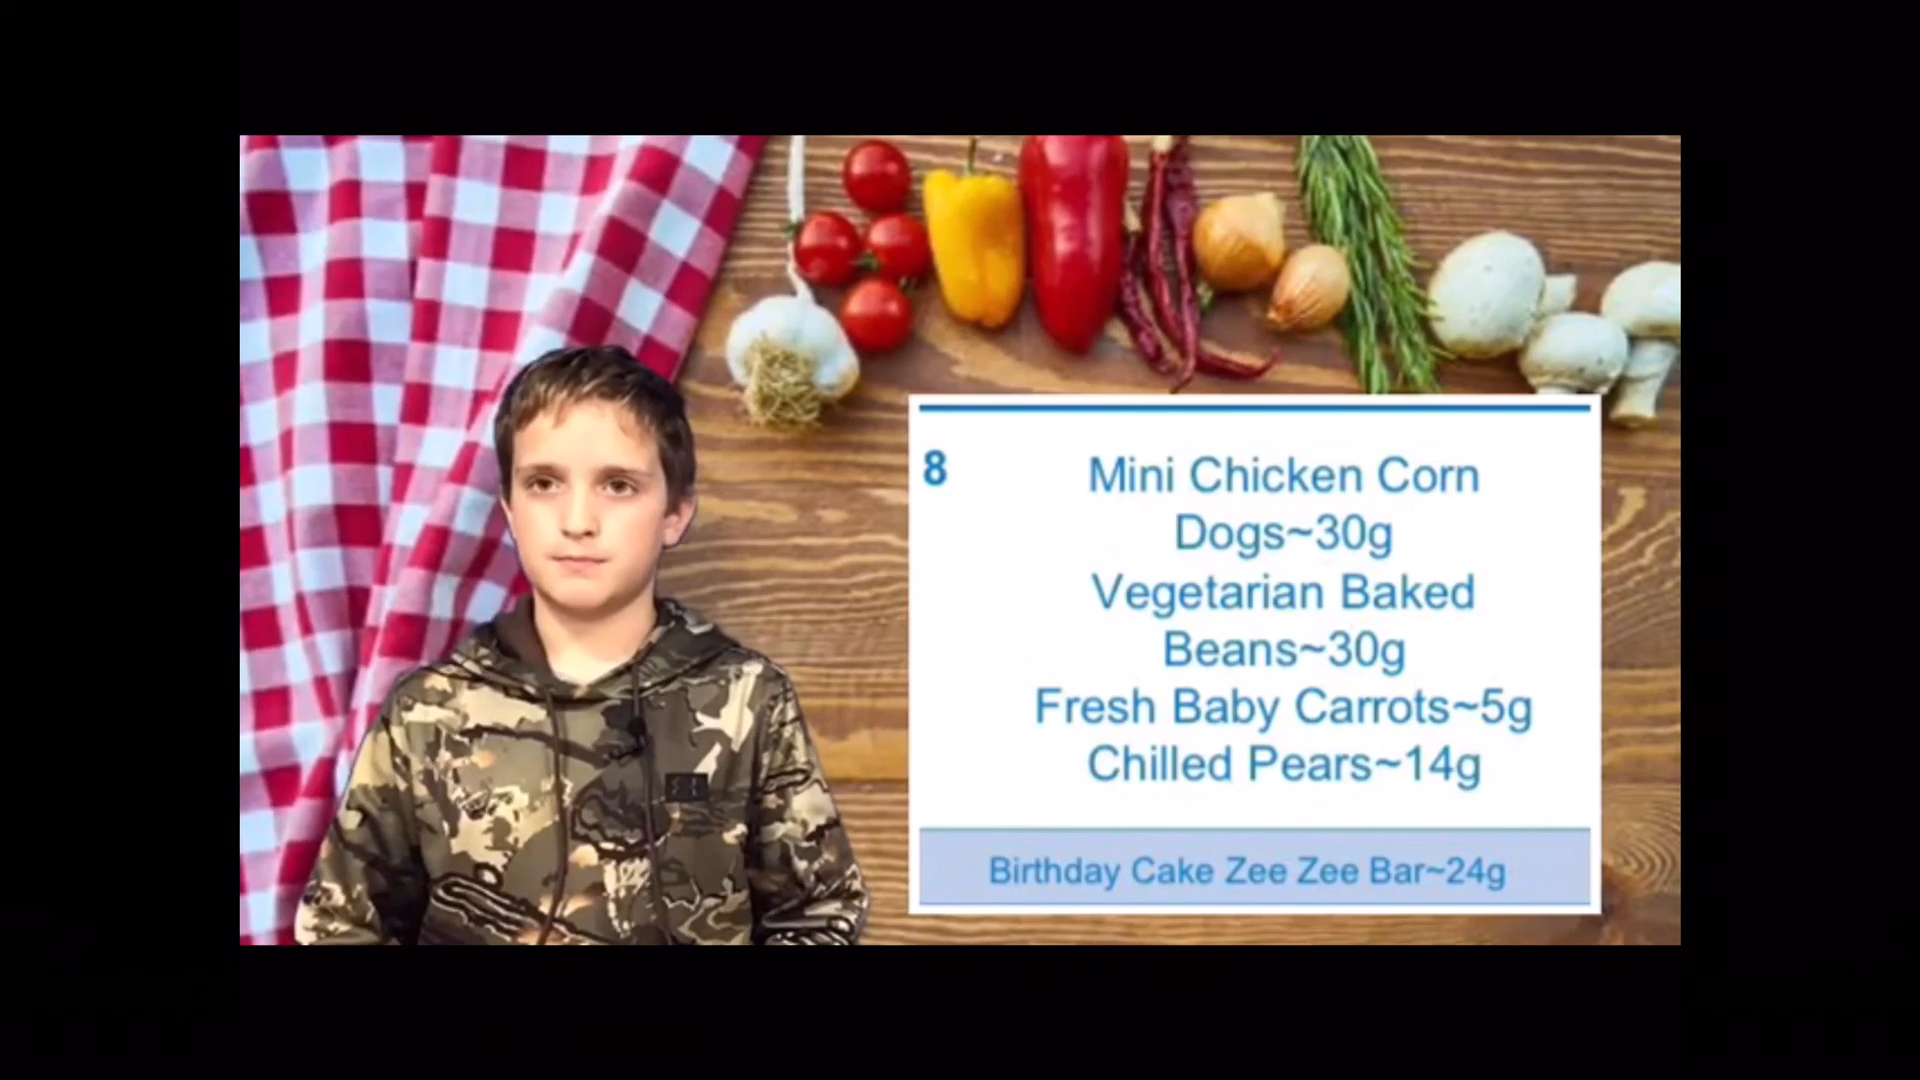 8
Mini Chicken Corn
Dogs~30g
Vegetarian Baked
Beans~30g
Fresh Baby Carrots~5g
Chilled Pears~14g
Birthday Cake Zee Zee Bar~24g